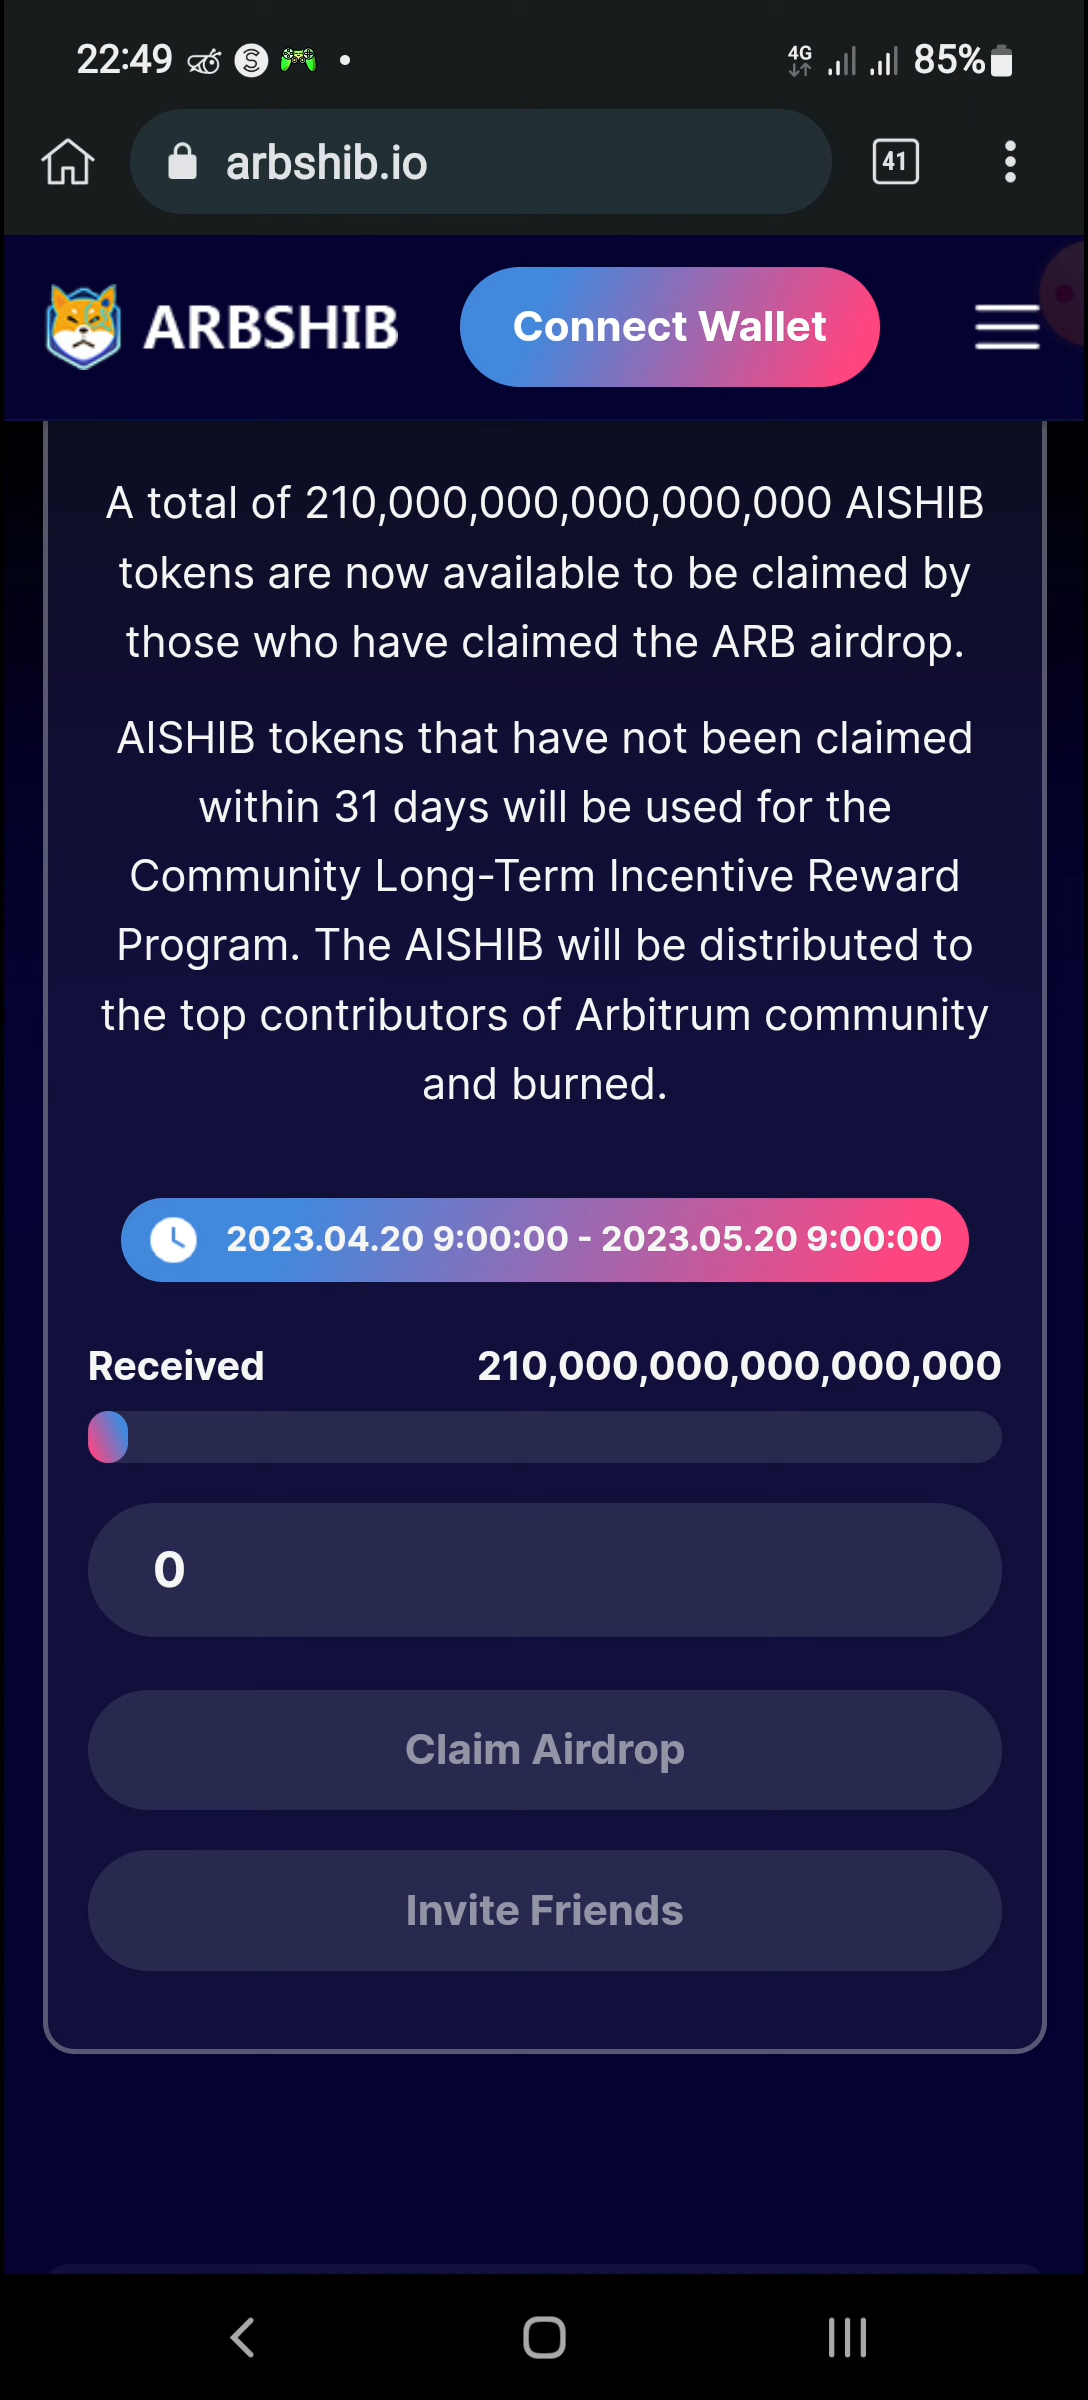 22:49
4G
85%
arbshib.io
41
ARBSHIB
Connect Wallet
A total of 210,000,000,000,000,000 AISHIB
tokens are now available to be claimed by
those who have claimed the ARB airdrop.
AISHIB tokens that have not been claimed
within 31 days will be used for the
Community Long-Term Incentive Reward
Program. The AISHIB will be distributed to
the top contributors of Arbitrum community
and burned.
2023.04.20 9:00:00 - 2023.05.20 9:00:00
Received
210,000,000,000,000,000
0
Claim Airdrop
Invite Friends